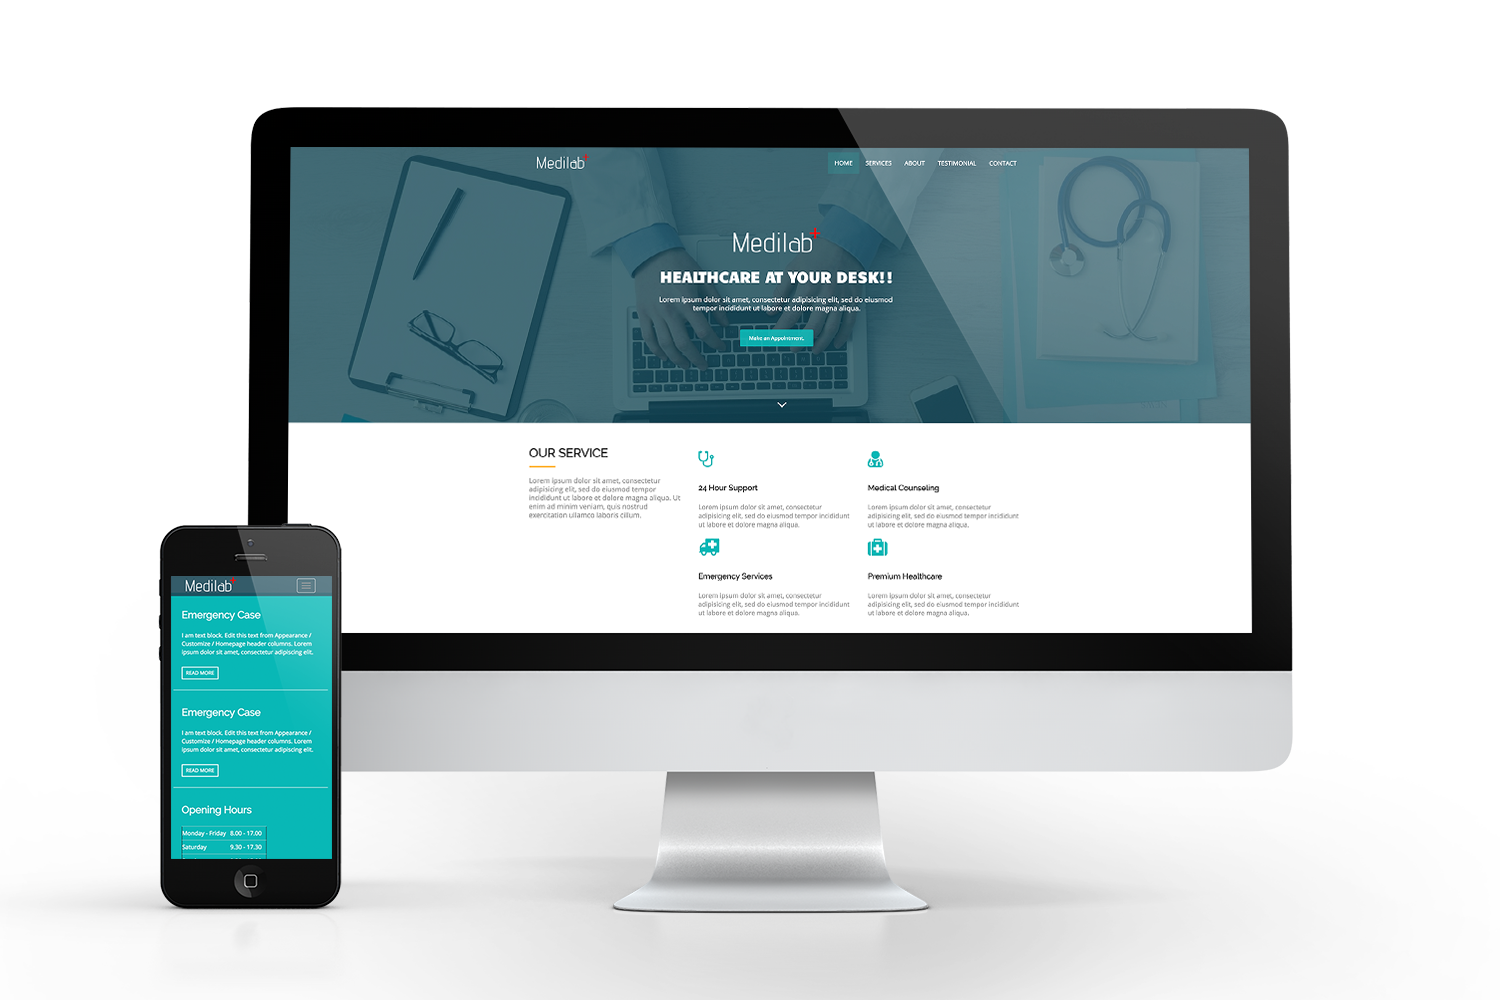 Medilab
HOME SERVICES ABOUT TESTIMONIAL CONTACT
Medilab
HEALTHCARE AT YOUR DESK!!
Lorem ipsum dolor sit amet, consectetur adipisicing elit, sed do eiusmod
tempor incididunt ut labore et dolore magna aliqua.
Make an Appointment.
OUR SERVICE
Lorem ipsum dolor sit amet, consectetur
adipisicing elit, sed do eiusmod tempor
incididunt ut labore et dolore magna aliqua. Ut
enim ad minim veniam, quis nostrud
exercitation ullamco laboris cillum.
24 Hour Support
Lorem ipsum dolor sit amet, consectetur
adipisicing elit, sed do eiusmod tempor incididunt
ut labore et dolore magna aliqua.
Medical Counseling
Lorem ipsum dolor sit amet, consectetur
adipisicing elit, sed do eiusmod tempor incididunt
ut labore et dolore magna aliqua.
Emergency Services
Lorem ipsum dolor sit amet, consectetur
adipisicing elit, sed do eiusmod tempor incididunt
ut labore et dolore magna aliqua.
Premium Healthcare
Lorem ipsum dolor sit amet, consectetur
adipisicing elit, sed do eiusmod tempor incididunt
ut labore et dolore magna aliqua.
Medilab
Emergency Case
I am text block. Edit this text from Appearance /
Customize / Homepage header columns. Lorem
ipsum dolor sit amet, consectetur adipiscing elit.
READ MORE
Emergency Case
I am text block. Edit this text from Appearance /
Customize / Homepage header columns. Lorem
ipsum dolor sit amet, consectetur adipiscing elit.
READ MORE
Opening Hours
Monday - Friday 8.00 - 17.00
Saturday 9.30 - 17.30